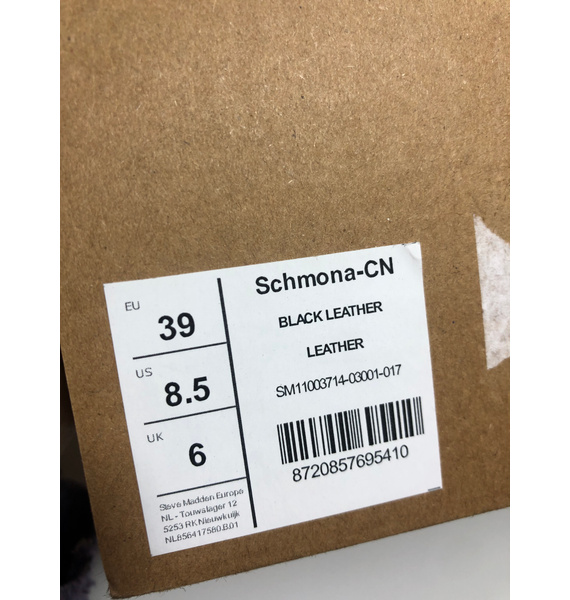 EU
39
US
8.5
UK
6
Steve Madden Europe
NL - Touwslager 12
5253 RK Nieuwkuijk
NL856417580.B.01
Schmona-CN
BLACK LEATHER
LEATHER
SM11003714-03001-017
8720857695410